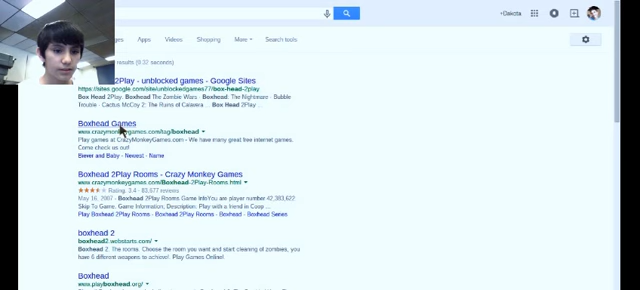 +Dakota
ges Apps Videos Shopping More Search tools
results (0.32 seconds)
2Play - unblocked games - Google Sites
https://sites.google.com/site/unblockedgames77/box-head-2play
Box Head 2Play. Boxhead The Zombie Wars · Boxhead: The Nightmare · Bubble
Trouble · Cactus McCoy 2: The Ruins of Calavera ... Box Head 2Play.
Boxhead Games
www.crazymonkeygames.com/tag/boxhead
Play games at CrazyMonkeyGames.com - We have many great free internet games.
Come check us out!
Biever and Baby - Newest - Name
Boxhead 2Play Rooms - Crazy Monkey Games
www.crazymonkeygames.com/Boxhead-2Play-Rooms.html
Rating: 3.4 - 83,677 reviews
May 16, 2007 - Boxhead 2Play Rooms Game Info You are player number 42,383,622.
Skip To Game. Game Information. Description: Play with a friend in Coop ...
Play Boxhead 2Play Rooms - Boxhead 2Play Rooms - Boxhead - Boxhead Series
boxhead 2
boxhead2.webstarts.com/
Boxhead 2: The rooms. Choose the room you want and start cleaning of zombies, you
have 6 different weapons to achieve!. Play Games Online!.
Boxhead
www.playboxhead.org/